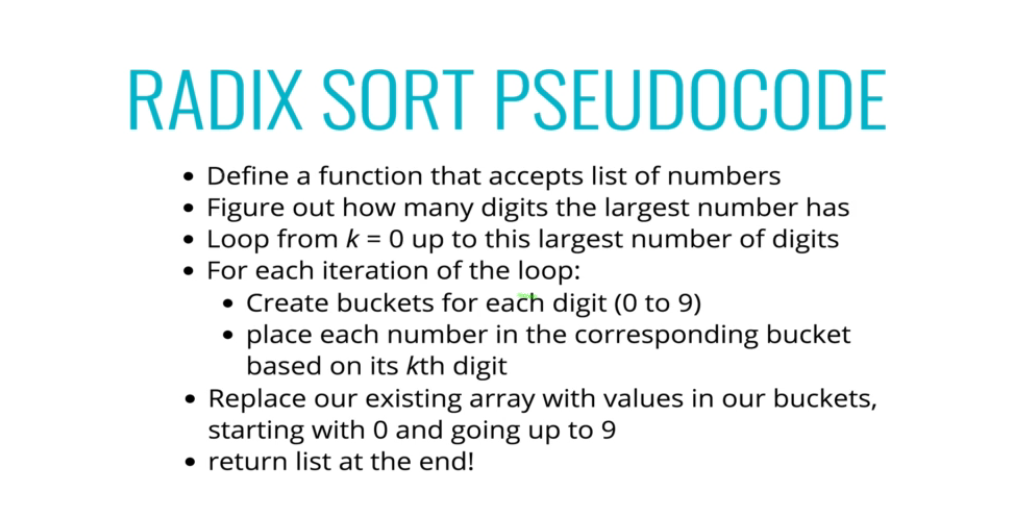 RADIX SORT PSEUDOCODE
• Define a function that accepts list of numbers
• Figure out how many digits the largest number has
• Loop from k = 0 up to this largest number of digits
• For each iteration of the loop:
• Create buckets for each digit (0 to 9)
• place each number in the corresponding bucket
based on its kth digit
• Replace our existing array with values in our buckets,
starting with 0 and going up to 9
• return list at the end!